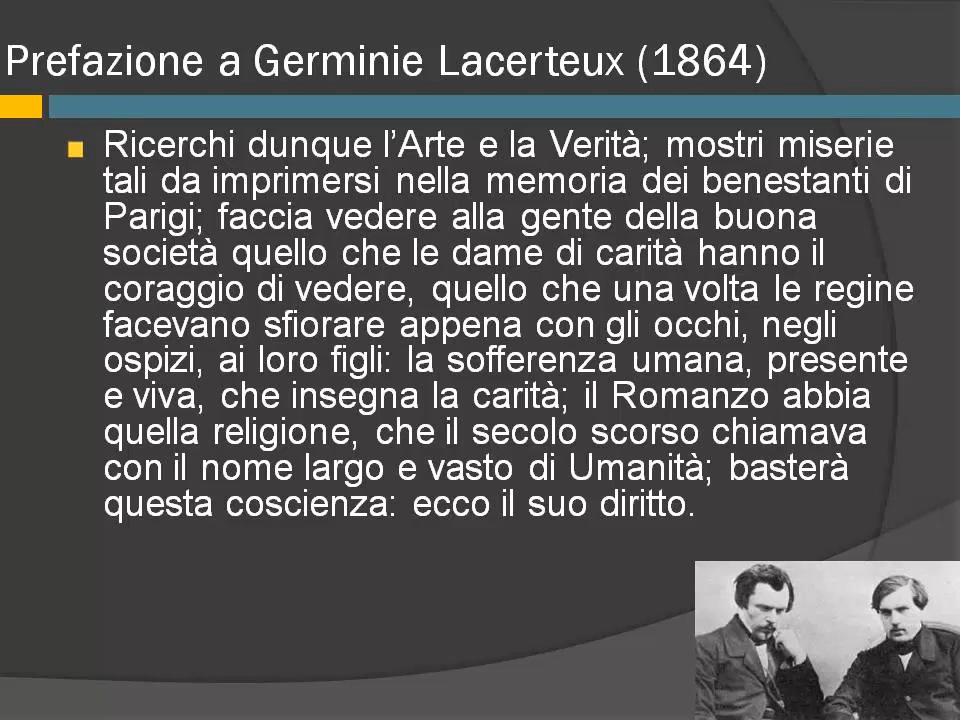 Prefazione a Germinie Lacerteux (1864)
Ricerchi dunque l’Arte e la Verità; mostri miserie
tali da imprimersi nella memoria dei benestanti di
Parigi; faccia vedere alla gente della buona
società quello che le dame di carità hanno il
coraggio di vedere, quello che una volta le regine
facevano sfiorare appena con gli occhi, negli
ospizi, ai loro figli: la sofferenza umana, presente
e viva, che insegna la carità; il Romanzo abbia
quella religione, che il secolo scorso chiamava
con il nome largo e vasto di Umanità; basterà
questa coscienza: ecco il suo diritto.